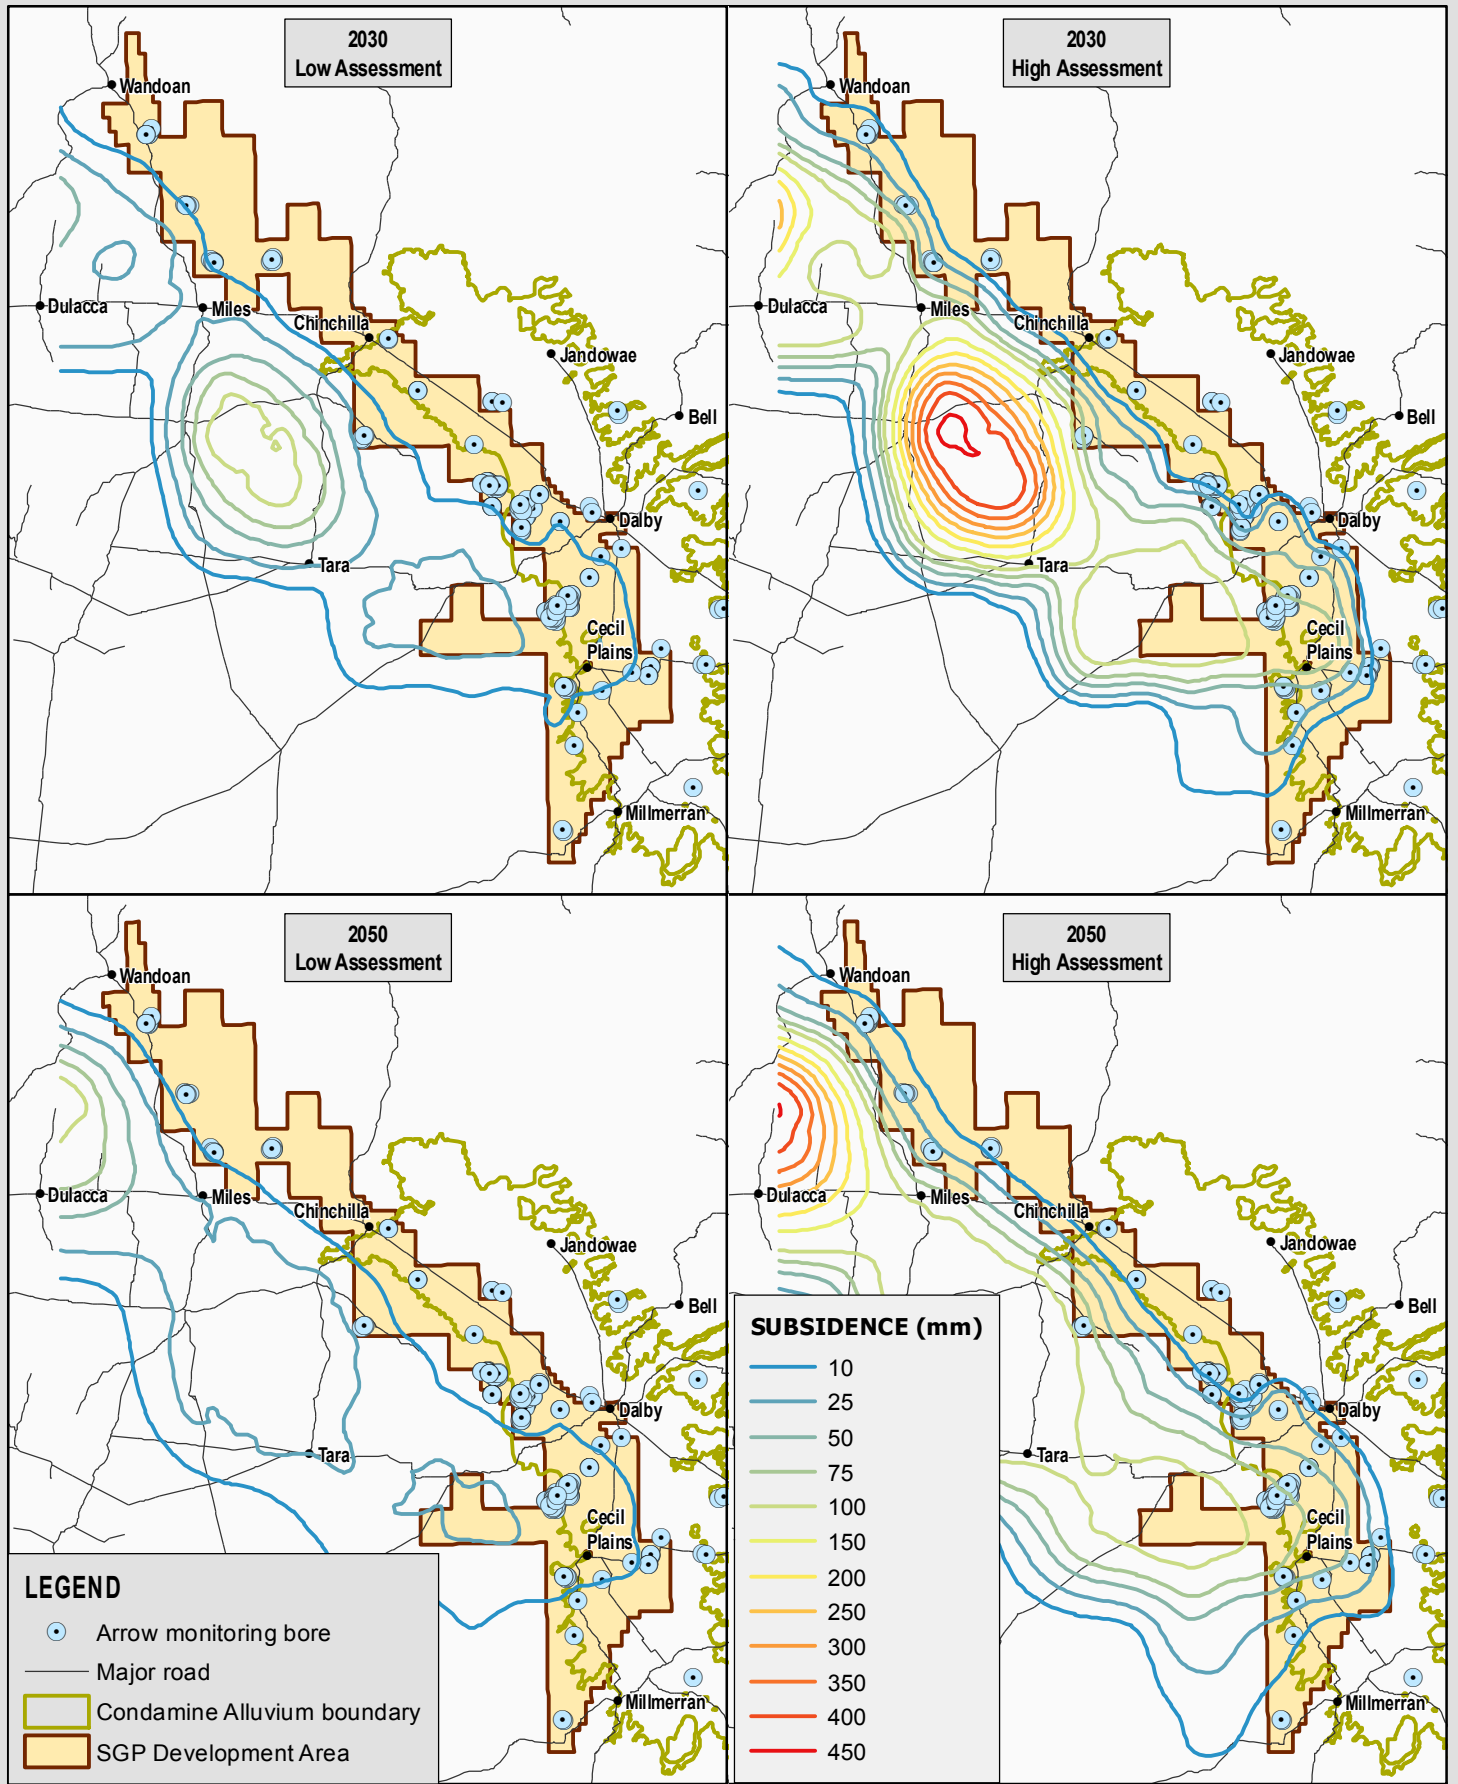 2030
Low Assessment
Wandoan
Dulacca
Miles
Chinchilla
Jandowae
Bell
Dalby
Tara
Cecil
Plains
Millmerran
2030
High Assessment
Wandoan
Dulacca
Miles
Chinchilla
Jandowae
Bell
Dalby
Tara
Cecil
Plains
Millmerran
2050
Low Assessment
Wandoan
Dulacca
Miles
Chinchilla
Jandowae
Bell
Dalby
Tara
Cecil
Plains
Millmerran
LEGEND
Arrow monitoring bore
Major road
Condamine Alluvium boundary
SGP Development Area
2050
High Assessment
Wandoan
Dulacca
Miles
Chinchilla
Jandowae
Bell
Dalby
Tara
Cecil
Plains
Millmerran
SUBSIDENCE (mm)
10
25
50
75
100
150
200
250
300
350
400
450